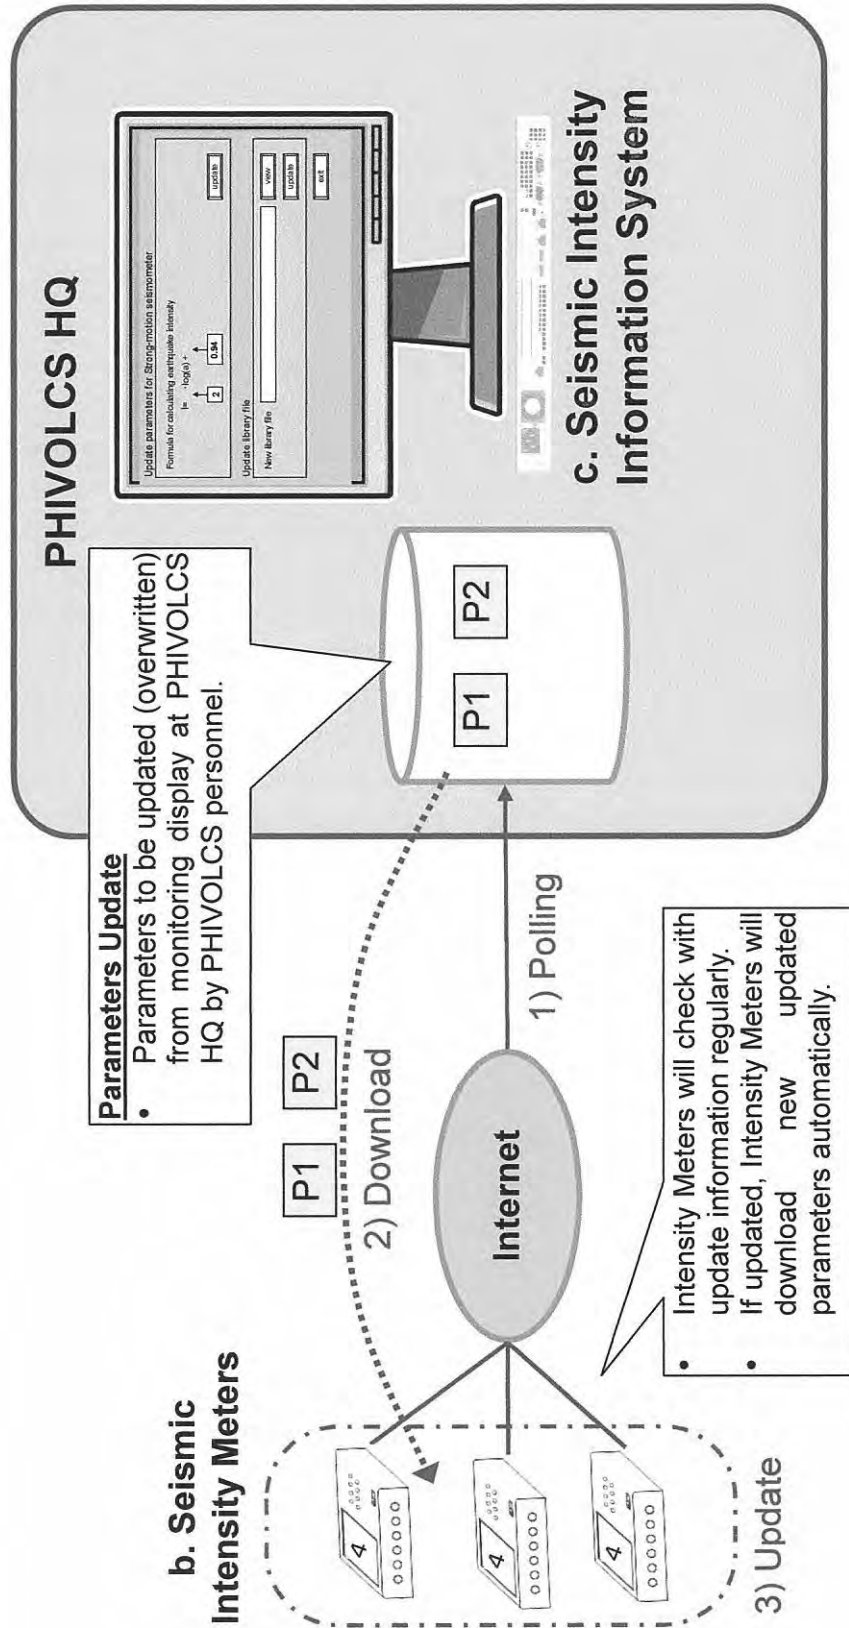 PHIVOLCS HQ
Parameters Update
• Parameters to be updated (overwritten)
from monitoring display at PHIVOLCS
HQ by PHIVOLCS personnel.
Update parameters for Strong-motion seismometer
Formula for calculating earthquake intensity
I= ·log(a) +
2
0.94
update
Update library file
New library file
view
update
exit
c. Seismic Intensity
Information System
P1 P2
P1 P2
2) Download
1) Polling
Internet
b. Seismic
Intensity Meters
4
4
4
3) Update
• Intensity Meters will check with
update information regularly.
• If updated, Intensity Meters will
download new updated
parameters automatically.